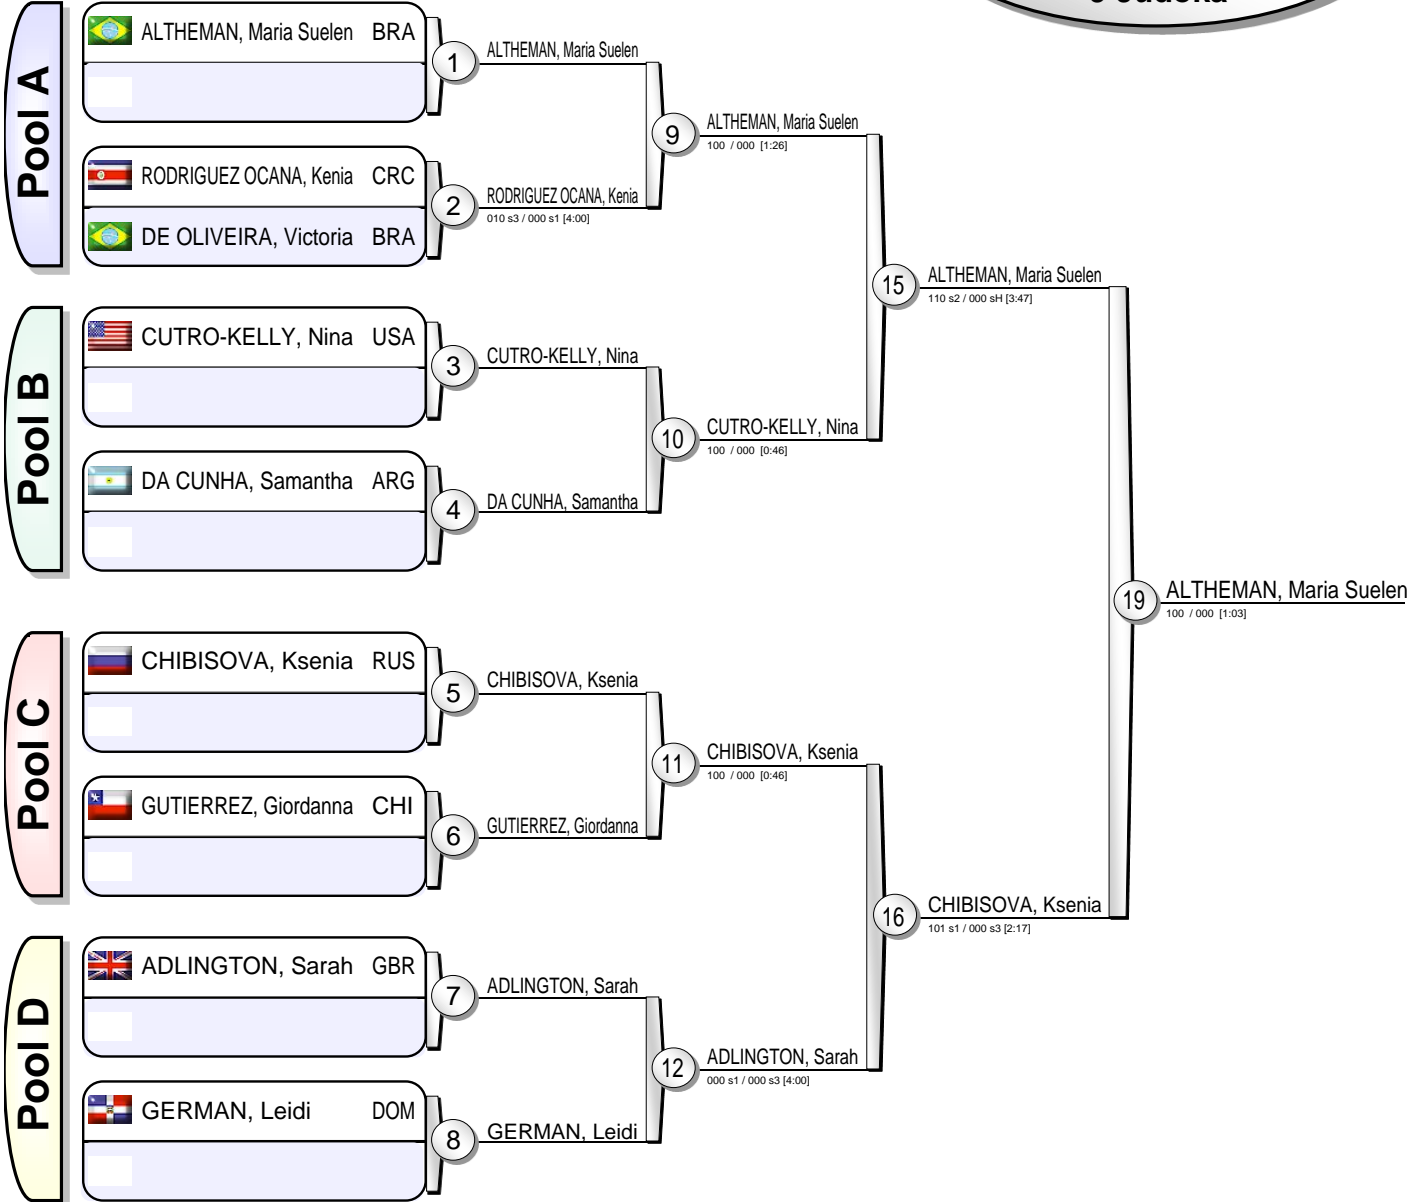 Judoka
Pool A
ALTHEMAN, Maria Suelen BRA
1
ALTHEMAN, Maria Suelen
RODRIGUEZ OCANA, Kenia CRC
DE OLIVEIRA, Victoria BRA
2
RODRIGUEZ OCANA, Kenia
010 s3 / 000 s1 [4:00]
9
ALTHEMAN, Maria Suelen
100 / 000 [1:26]
Pool B
CUTRO-KELLY, Nina USA
3
CUTRO-KELLY, Nina
DA CUNHA, Samantha ARG
4
DA CUNHA, Samantha
10
CUTRO-KELLY, Nina
100 / 000 [0:46]
15
ALTHEMAN, Maria Suelen
110 s2 / 000 sH [3:47]
Pool C
CHIBISOVA, Ksenia RUS
5
CHIBISOVA, Ksenia
GUTIERREZ, Giordanna CHI
6
GUTIERREZ, Giordanna
11
CHIBISOVA, Ksenia
100 / 000 [0:46]
Pool D
ADLINGTON, Sarah GBR
7
ADLINGTON, Sarah
GERMAN, Leidi DOM
8
GERMAN, Leidi
12
ADLINGTON, Sarah
000 s1 / 000 s3 [4:00]
16
CHIBISOVA, Ksenia
101 s1 / 000 s3 [2:17]
19
ALTHEMAN, Maria Suelen
100 / 000 [1:03]